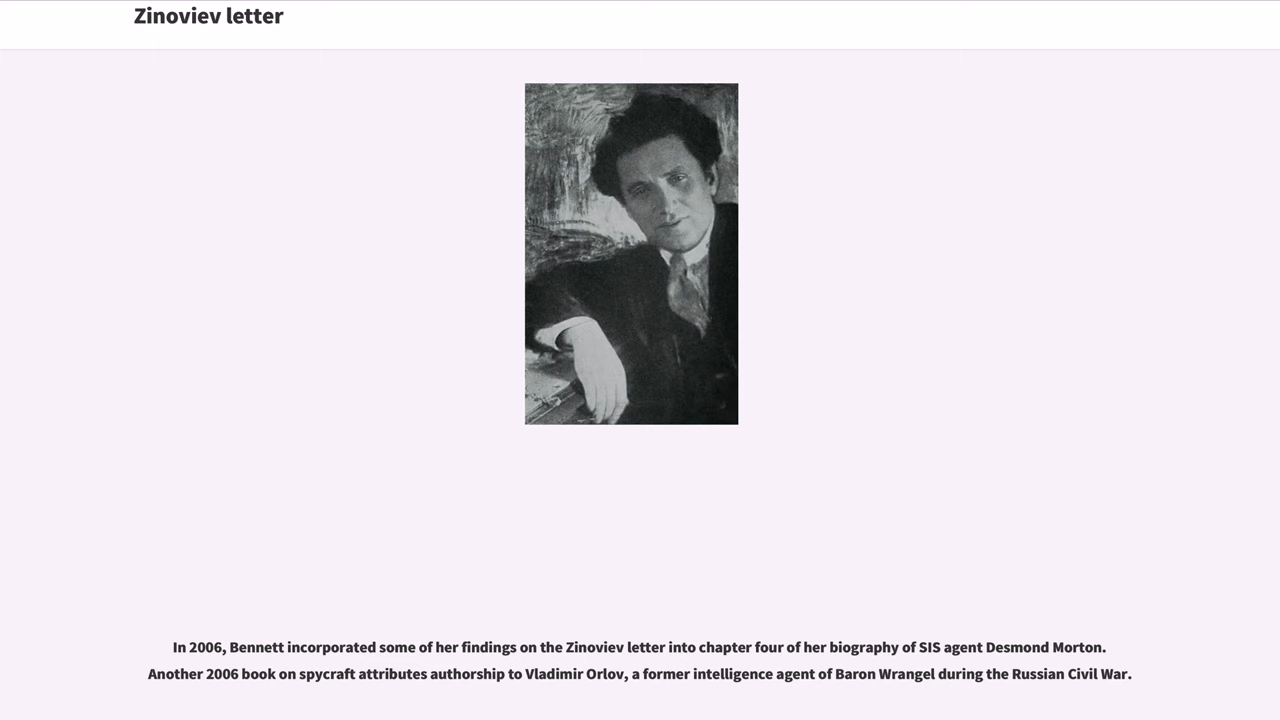 Zinoviev letter
In 2006, Bennett incorporated some of her findings on the Zinoviev letter into chapter four of her biography of SIS agent Desmond Morton.
Another 2006 book on spycraft attributes authorship to Vladimir Orlov, a former intelligence agent of Baron Wrangel during the Russian Civil War.